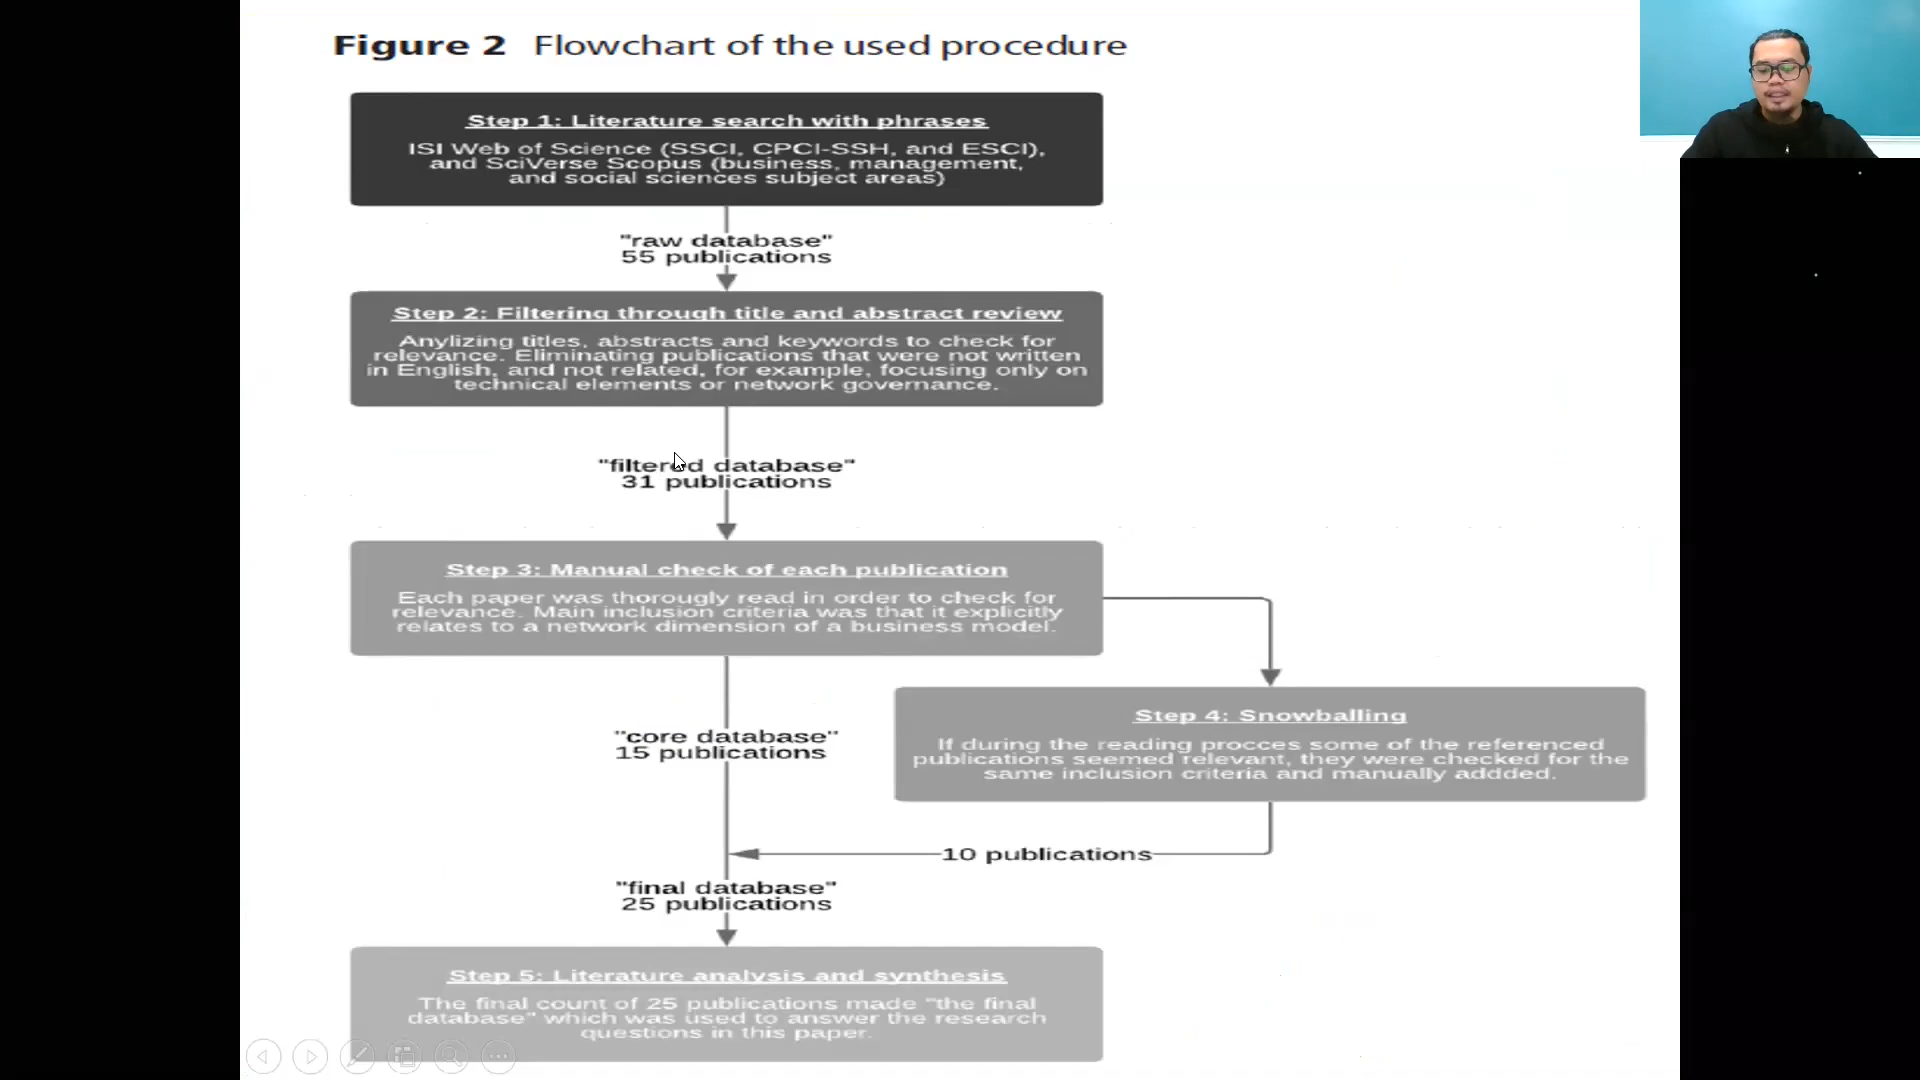 Figure 2 Flowchart of the used procedure
Step 1: Literature search with phrases
ISI Web of Science (SSCI, CPCI-SSH, and ESCI),
and SciVerse Scopus (business, management,
and social sciences subject areas)
"raw database"
55 publications
Step 2: Filtering through title and abstract review
Anylizing titles, abstracts and keywords to check for
relevance. Eliminating publications that were not written
in English, and not related, for example, focusing only on
technical elements or network governance.
"filtered database"
31 publications
Step 3: Manual check of each publication
Each paper was thorougly read in order to check for
relevance. Main inclusion criteria was that it explicitly
relates to a network dimension of a business model.
Step 4: Snowballing
If during the reading procces some of the referenced
publications seemed relevant, they were checked for the
same inclusion criteria and manually addded.
"core database"
15 publications
10 publications
"final database"
25 publications
Step 5: Literature analysis and synthesis
The final count of 25 publications made "the final
database" which was used to answer the research
questions in this paper.